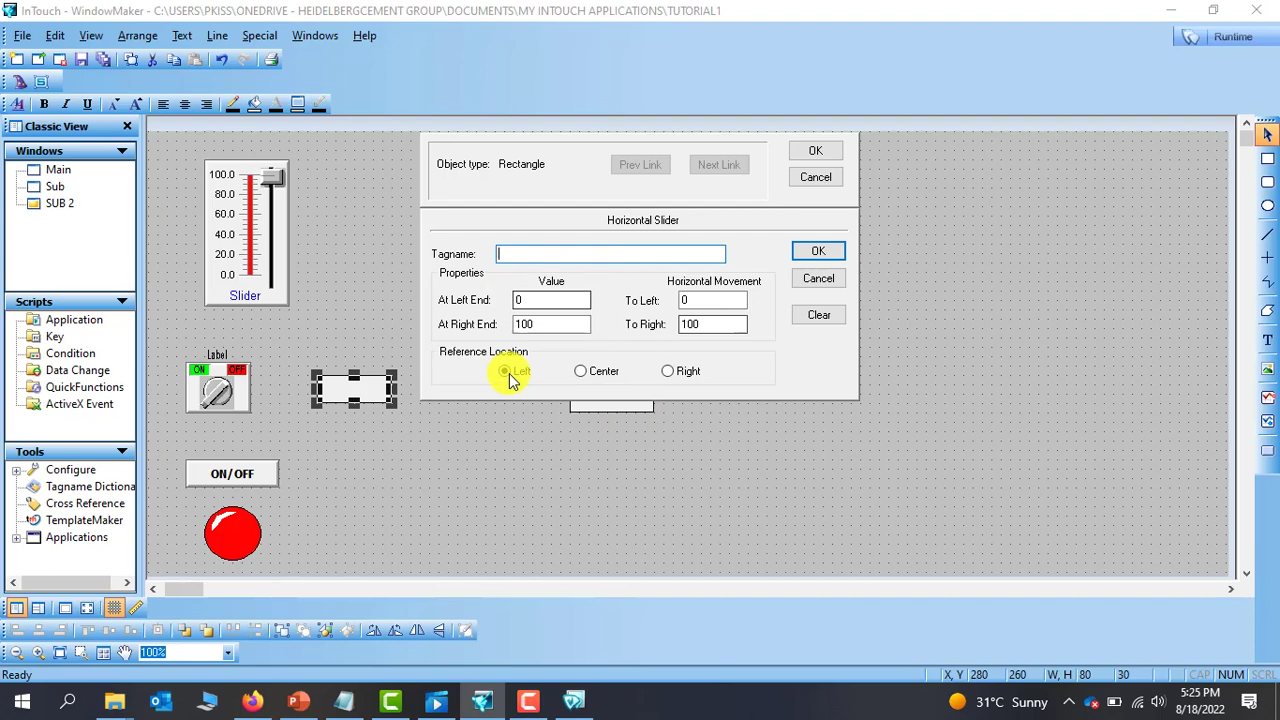 InTouch - WindowMaker - C:\USERS\PKISS\ONEDRIVE - HEIDELBERGCEMENT GROUP\DOCUMENTS\MY INTOUCH APPLICATIONS\TUTORIAL1
File Edit View Arrange Text Line Special Windows Help
Runtime
B I U
Classic View
Windows
Main
Sub
SUB 2
Scripts
Application
Key
Condition
Data Change
QuickFunctions
ActiveX Event
Tools
Configure
Tagname Dictiona
Cross Reference
TemplateMaker
Applications
100.0
80.0
60.0
40.0
20.0
0.0
Slider
Label
ON OFF
ON/OFF
Object type: Rectangle
Prev Link Next Link
OK
Cancel
Horizontal Slider
Tagname:
OK
Properties
Value Horizontal Movement
Cancel
At Left End: 0 To Left: 0
At Right End: 100 To Right: 100
Clear
Reference Location
Left Center Right
100%
Ready
X, Y 280 260 W, H 80 30 CAP NUM SCRL
31°C Sunny
5:25 PM
8/18/2022